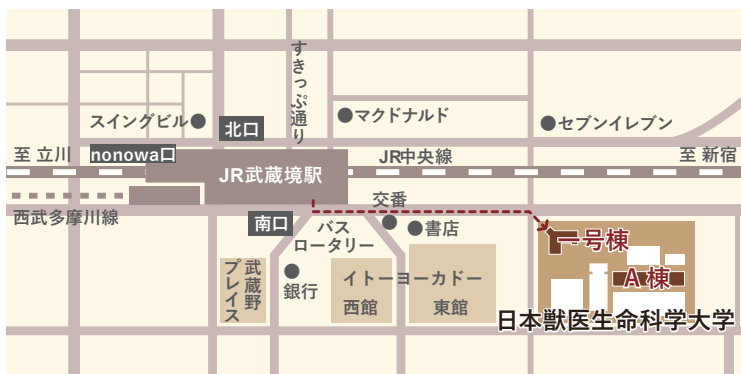 すきっぷ通り
スイングビル
北口
マクドナルド
セブンイレブン
至 立川
nonowa口
JR中央線
至 新宿
JR武蔵境駅
西武多摩川線
交番
南口
バス
ロータリー
書店
一号棟
武蔵野
プレイス
銀行
イトーヨーカドー
西館
東館
A棟
日本獣医生命科学大学